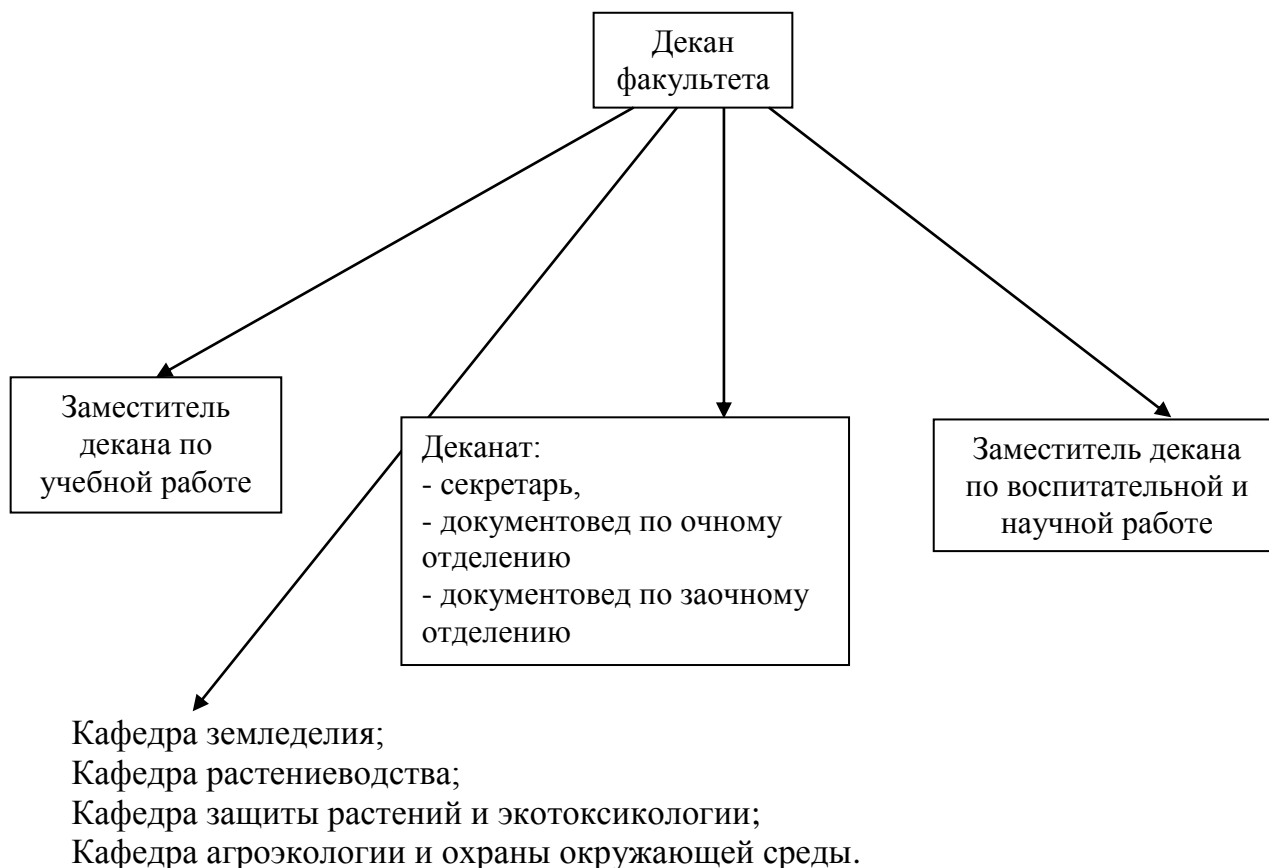 Декан
факультета
Заместитель
декана по
учебной работе
Деканат:
- секретарь,
- документовед по очному
отделению
- документовед по заочному
отделению
Заместитель декана
по воспитательной и
научной работе
Кафедра земледелия;
Кафедра растениеводства;
Кафедра защиты растений и экотоксикологии;
Кафедра агроэкологии и охраны окружающей среды.